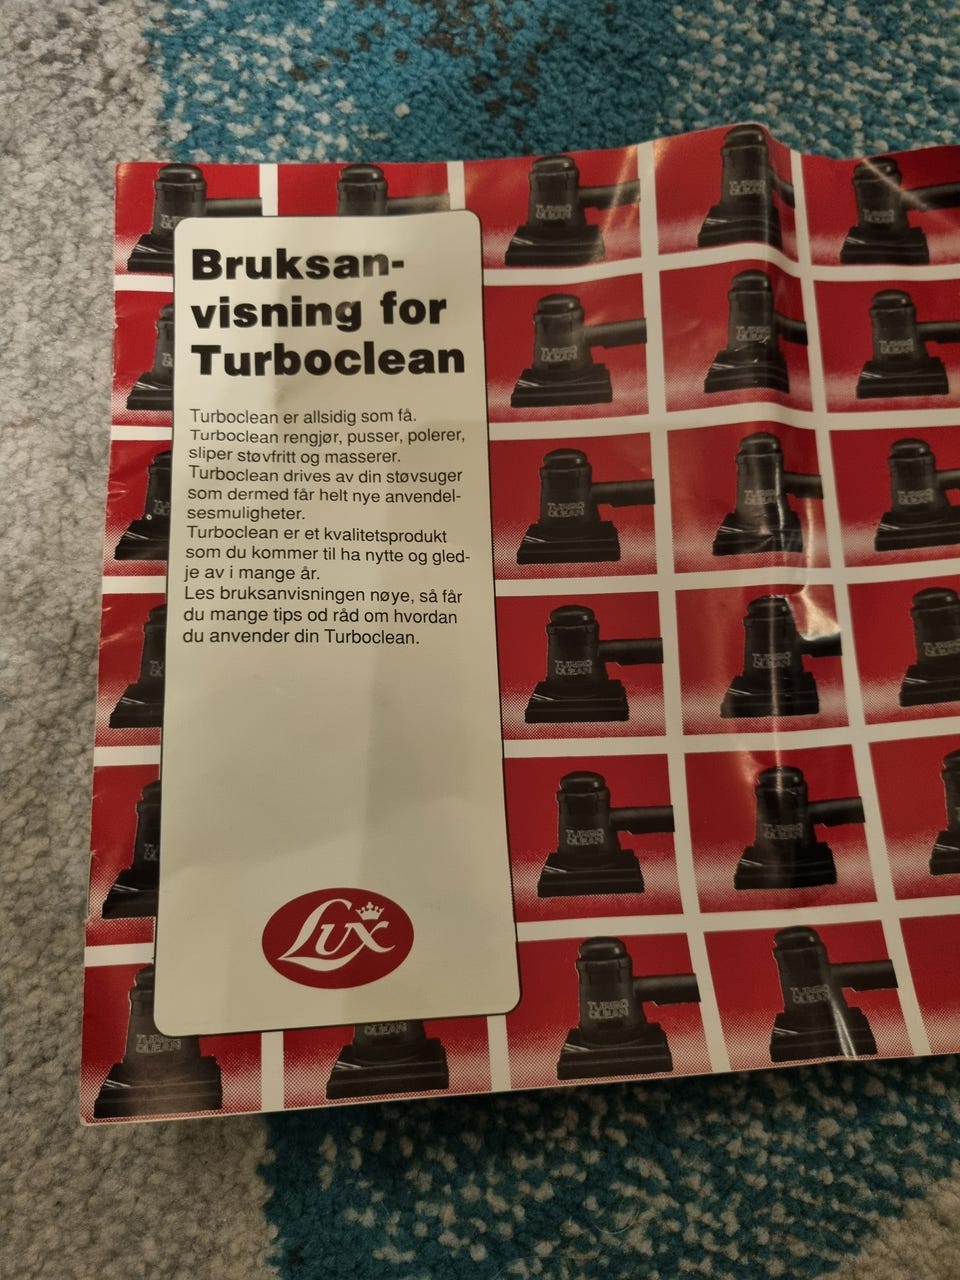 Bruksan-
visning for
Turboclean
Turboclean er allsidig som få.
Turboclean rengjør, pusser, polerer,
sliper støvfritt og masserer.
Turboclean drives av din støvsuger
som dermed får helt nye anvendel-
sesmuligheter.
Turboclean er et kvalitetsprodukt
som du kommer til ha nytte og gled-
je av i mange år.
Les bruksanvisningen nøye, så får
du mange tips od råd om hvordan
du anvender din Turboclean.
Lux
TURBO
CLEAN